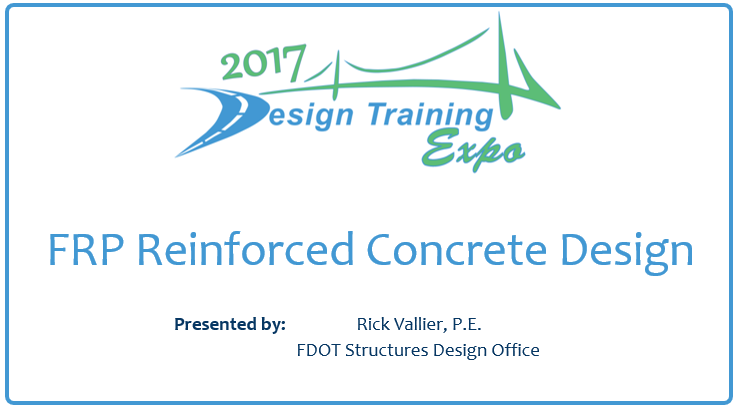 2017
Design Training
Expo
FRP Reinforced Concrete Design
Presented by: Rick Vallier, P.E.
FDOT Structures Design Office